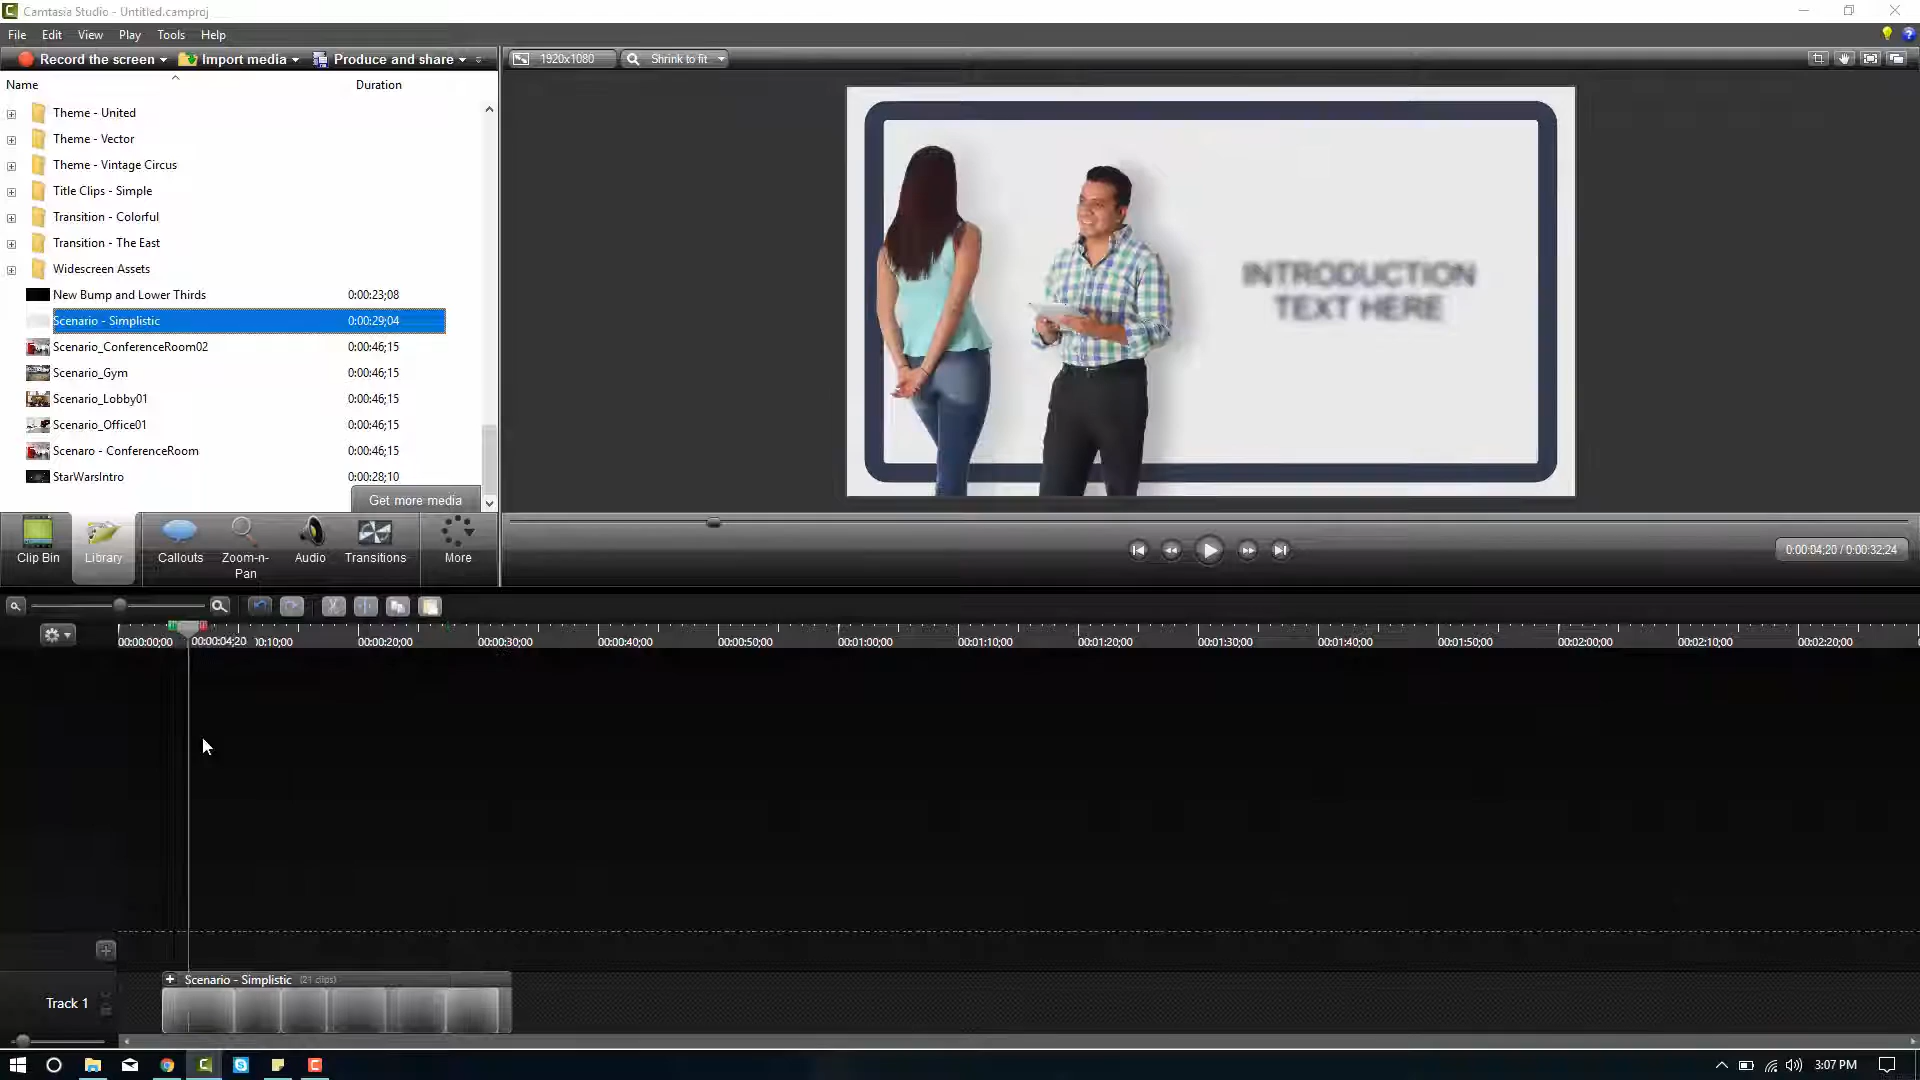 Camtasia Studio - Untitled.camproj
File Edit View Play Tools Help
Record the screen Import media Produce and share
1920x1080 Shrink to fit
Name Duration
Theme - United
Theme - Vector
Theme - Vintage Circus
Title Clips - Simple
Transition - Colorful
Transition - The East
Widescreen Assets
New Bump and Lower Thirds 0:00:23;08
Scenario - Simplistic 0:00:29;04
Scenario_ConferenceRoom02 0:00:46;15
Scenario_Gym 0:00:46;15
Scenario_Lobby01 0:00:46;15
Scenario_Office01 0:00:46;15
Scenaro - ConferenceRoom 0:00:46;15
StarWarsIntro 0:00:28;10
Get more media
INTRODUCTION
TEXT HERE
Clip Bin Library Callouts Zoom-n-Pan Audio Transitions More
0:00:04;20 / 0:00:32;24
00:00:00;00 00:00:04;20 0:10;00 00:00:20;00 00:00:30;00 00:00:40;00 00:00:50;00 00:01:00;00 00:01:10;00 00:01:20;00 00:01:30;00 00:01:40;00 00:01:50;00 00:02:00;00 00:02:10;00 00:02:20;00
Scenario - Simplistic (21 clips)
Track 1
3:07 PM